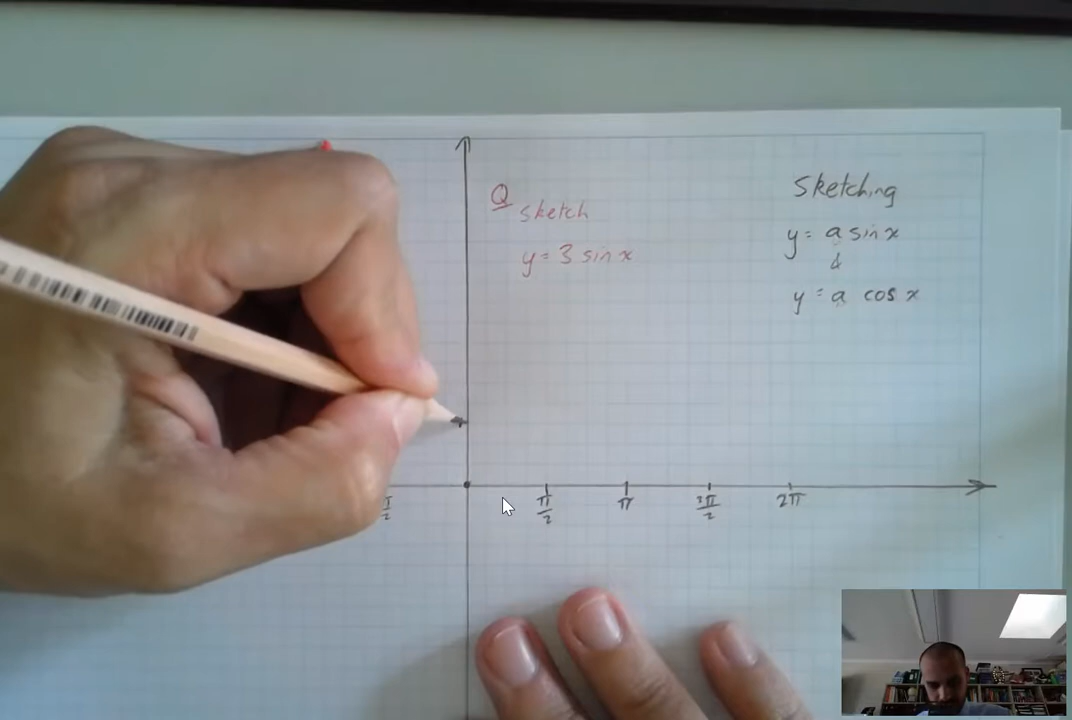 Q sketch
y = 3 sin x
Sketching
y = a sin x
&
y = a cos x
π/2 π 3π/2 2π